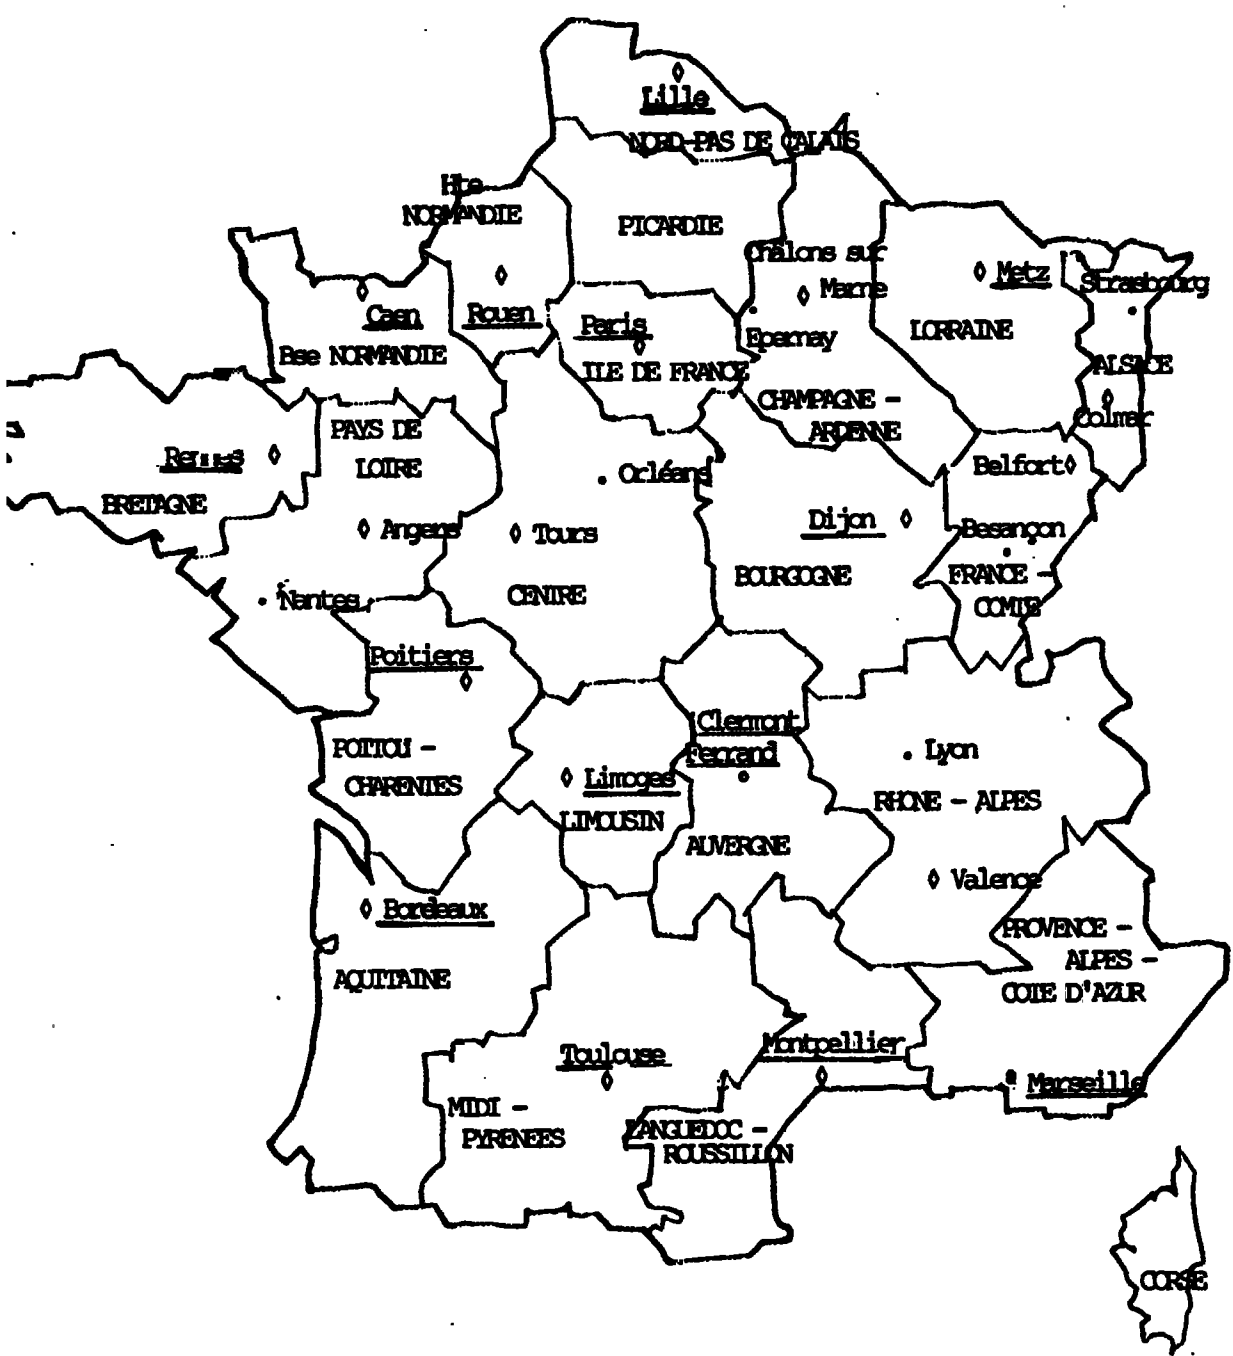 Lille
NORD-PAS DE CALAIS
Hte
NORMANDIE
PICARDIE
Châlons sur
Marne
Metz
Strasbourg
Caen
Rouen
Paris
Epernay
LORRAINE
Bse NORMANDIE
ILE DE FRANCE
ALSACE
CHAMPAGNE -
ARDENNE
Colmar
PAYS DE
LOIRE
Rennes
Orléans
Belfort
BRETAGNE
Angers
Tours
Dijon
Besançon
BOURGOGNE
FRANCE -
COMTE
Nantes
CENTRE
Poitiers
Clermont
Ferrand
POITOU -
CHARENTES
Limoges
LIMOUSIN
Lyon
RHONE - ALPES
AUVERGNE
Valence
Bordeaux
PROVENCE -
ALPES -
COTE D'AZUR
AQUITAINE
Toulouse
Montpellier
Marseille
MIDI -
PYRENEES
LANGUEDOC -
ROUSSILLON
CORSE